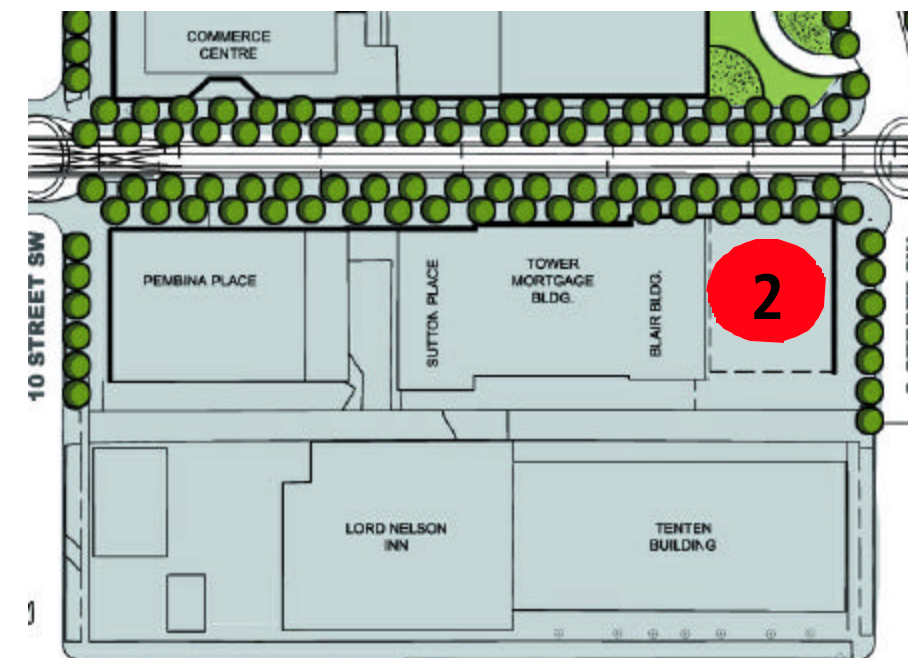 COMMERCE
CENTRE
10 STREET SW
PEMBINA PLACE
SUTTON PLACE
TOWER
MORTGAGE
BLDG.
BLAIR BLDG.
2
LORD NELSON
INN
TENTEN
BUILDING